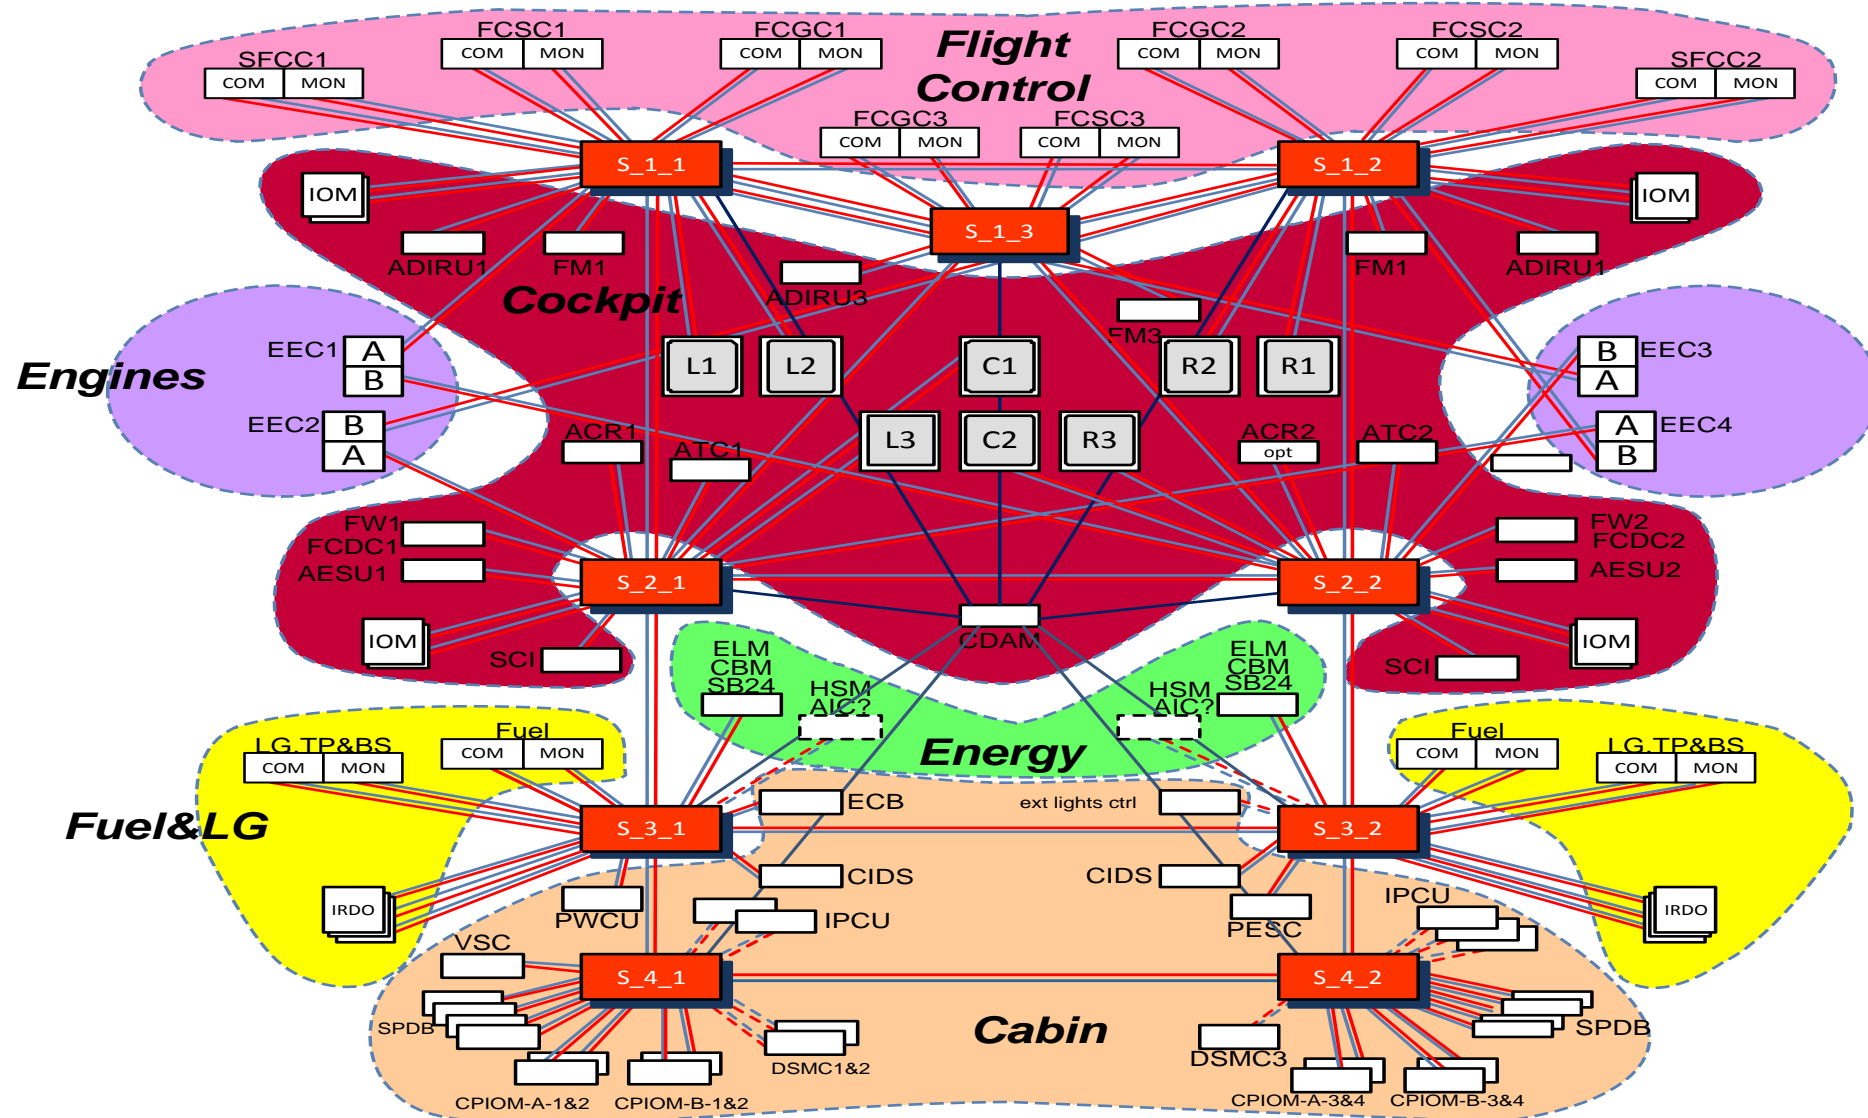 FCSC1
COM MON
FCGC1
COM MON
Flight
Control
FCGC2
COM MON
FCSC2
COM MON
SFCC1
COM MON
SFCC2
COM MON
FCGC3
COM MON
FCSC3
COM MON
S_1_1
S_1_2
S_1_3
IOM
IOM
ADIRU1
FM1
ADIRU3
FM1
ADIRU1
Cockpit
FM3
Engines
EEC1
A
B
L1
L2
C1
R2
R1
B
A
EEC3
EEC2
B
A
ACR1
ATC1
L3
C2
R3
ACR2
opt
ATC2
A
B
EEC4
FW1
FCDC1
AESU1
FW2
FCDC2
AESU2
S_2_1
S_2_2
IOM
SCI
CDAM
SCI
IOM
ELM
CBM
SB24
HSM
AIC?
HSM
AIC?
ELM
CBM
SB24
Energy
LG.TP&BS
COM MON
Fuel
COM MON
Fuel
COM MON
LG.TP&BS
COM MON
Fuel&LG
ECB
ext lights ctrl
S_3_1
S_3_2
IRDO
PWCU
CIDS
CIDS
PESC
IRDO
IPCU
IPCU
VSC
S_4_1
S_4_2
SPDB
SPDB
Cabin
DSMC1&2
DSMC3
CPIOM-A-1&2
CPIOM-B-1&2
CPIOM-A-3&4
CPIOM-B-3&4